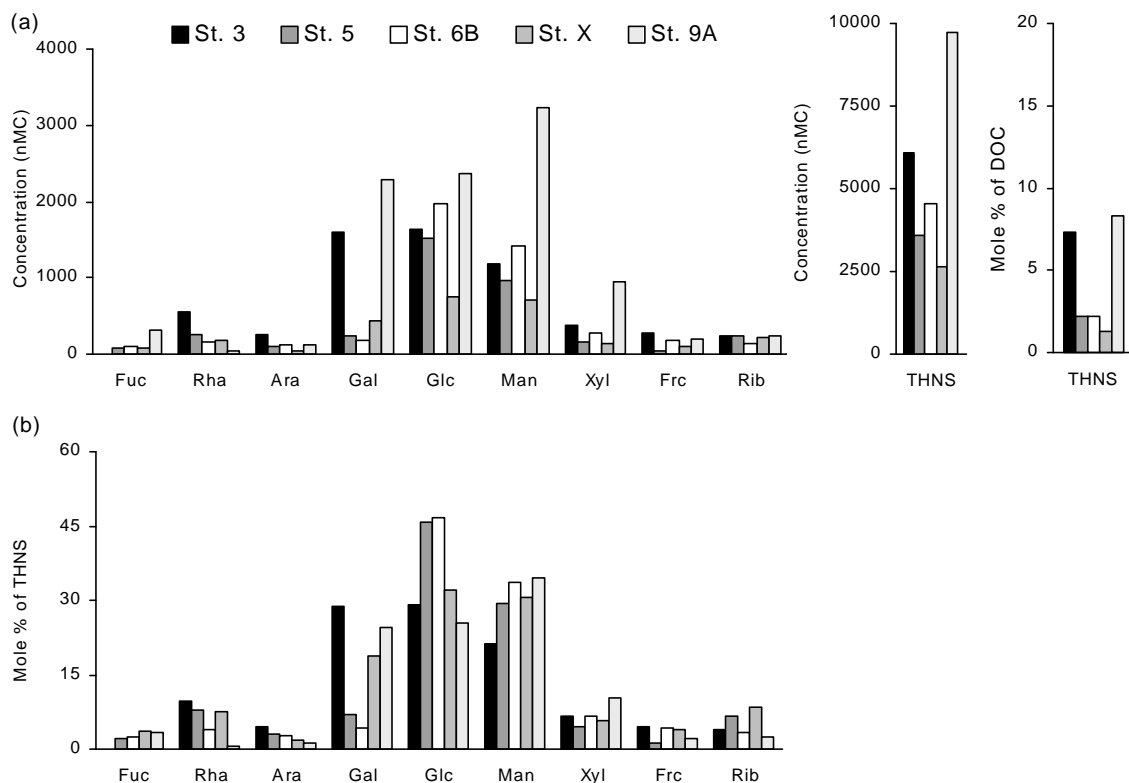 (a)
St. 3 St. 5 St. 6B St. X St. 9A
Concentration (nMC)
4000
3000
2000
1000
0
Fuc Rha Ara Gal Glc Man Xyl Frc Rib
Concentration (nMC)
10000
7500
5000
2500
0
THNS
Mole % of DOC
20
15
10
5
0
THNS
(b)
Mole % of THNS
60
45
30
15
0
Fuc Rha Ara Gal Glc Man Xyl Frc Rib